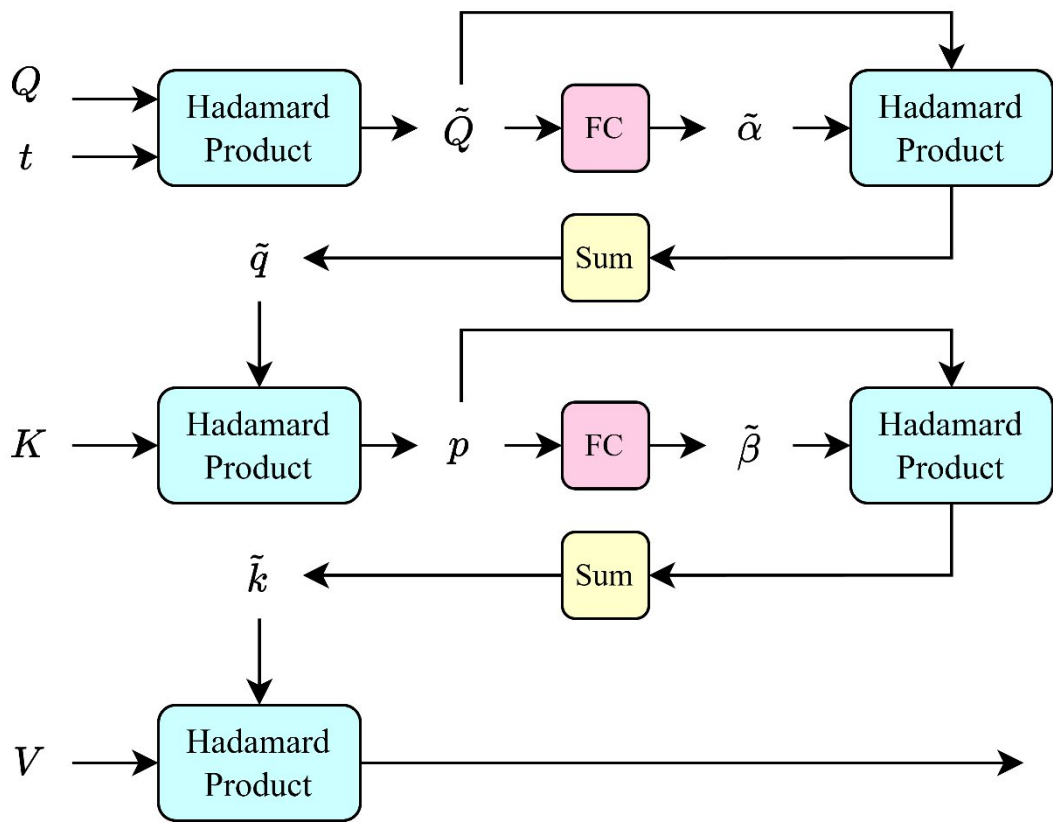 Q
t
Hadamard
Product
Q̃
FC
α̃
Hadamard
Product
q̃
Sum
K
Hadamard
Product
p
FC
β̃
Hadamard
Product
k̃
Sum
V
Hadamard
Product